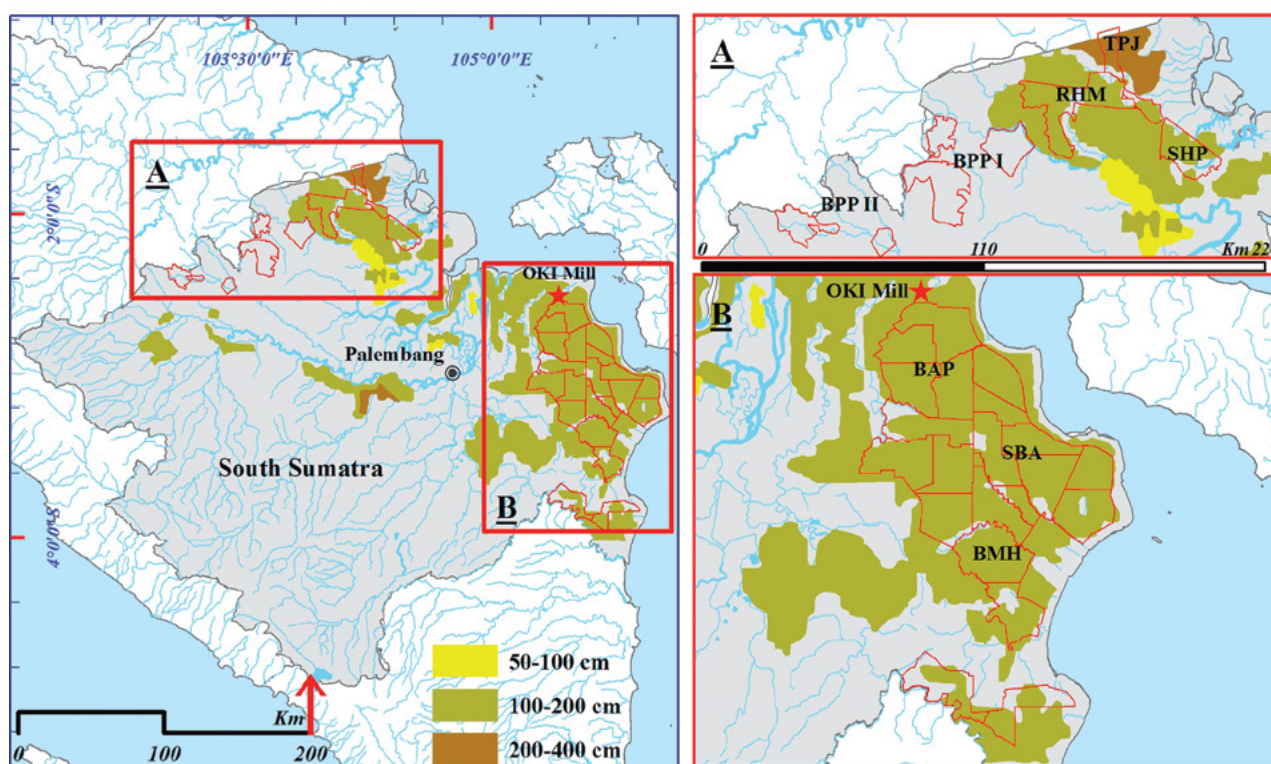 103°30'0"E
105°0'0"E
2°0'0"S
4°0'0"S
A
OKI Mill
Palembang
South Sumatra
B
50-100 cm
100-200 cm
200-400 cm
Km
0 100 200
A
TPJ
RHM
SHP
BPP I
BPP II
0 110 Km 22
B
OKI Mill
BAP
SBA
BMH